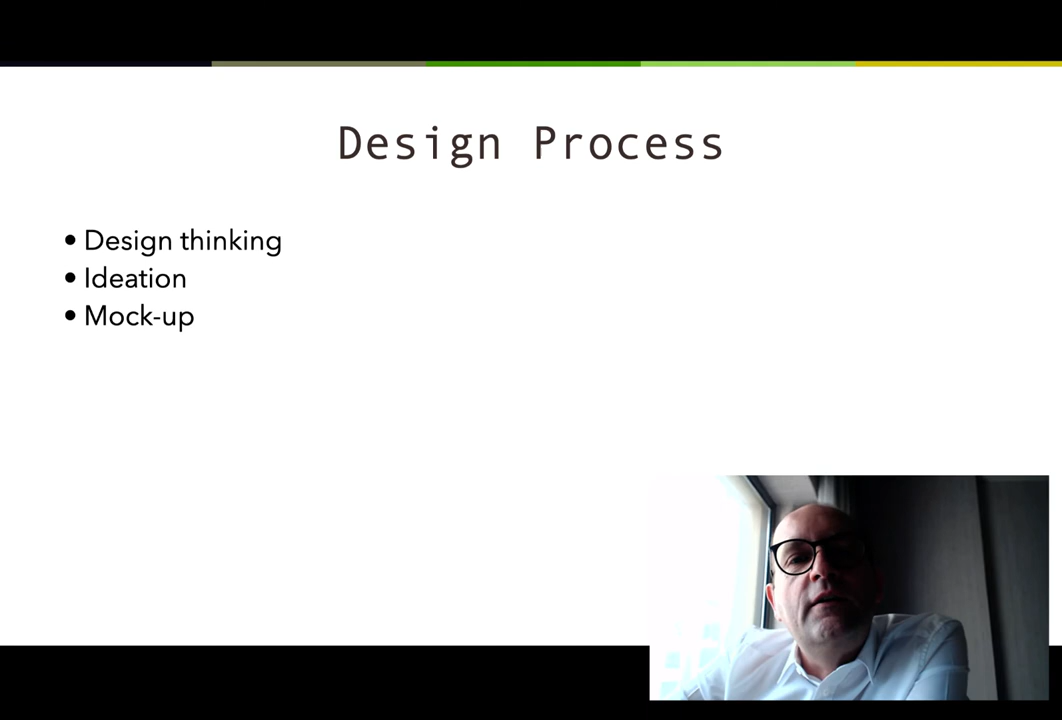 Design Process
• Design thinking
• Ideation
• Mock-up